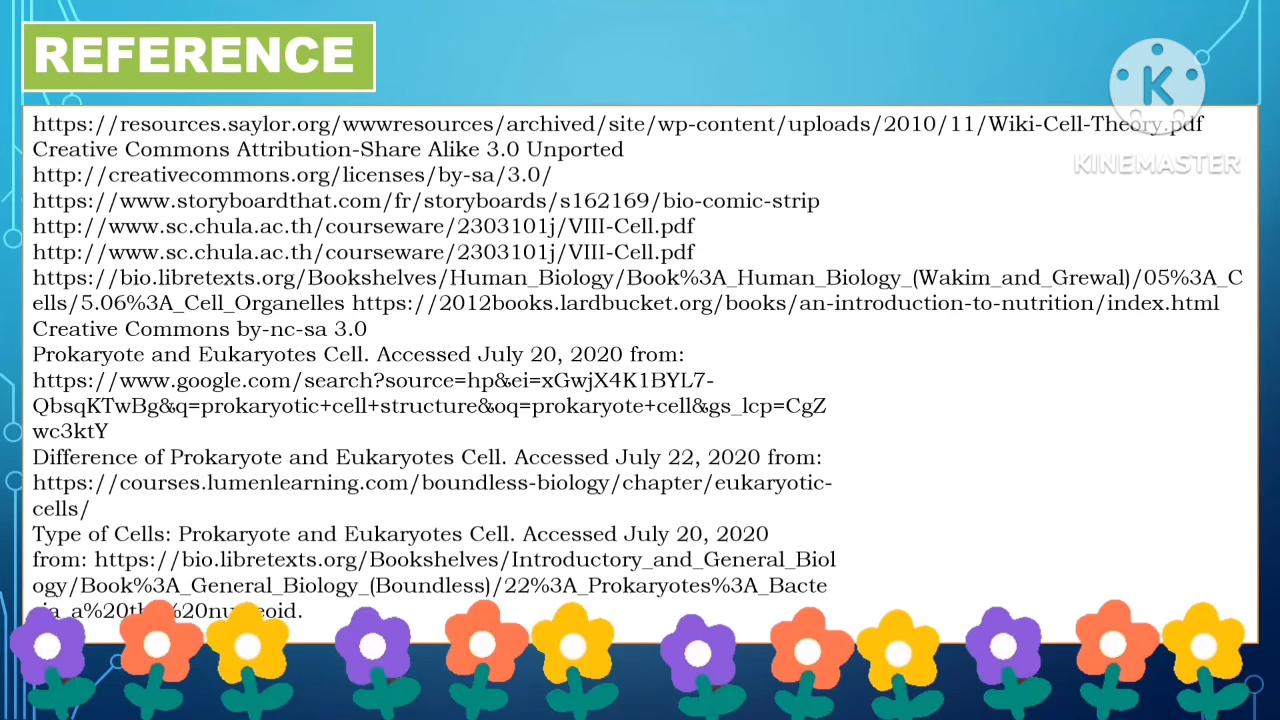 REFERENCE
https://resources.saylor.org/wwwresources/archived/site/wp-content/uploads/2010/11/Wiki-Cell-Theory.pdf
Creative Commons Attribution-Share Alike 3.0 Unported
http://creativecommons.org/licenses/by-sa/3.0/
https://www.storyboardthat.com/fr/storyboards/s162169/bio-comic-strip
http://www.sc.chula.ac.th/courseware/2303101j/VIII-Cell.pdf
http://www.sc.chula.ac.th/courseware/2303101j/VIII-Cell.pdf
https://bio.libretexts.org/Bookshelves/Human_Biology/Book%3A_Human_Biology_(Wakim_and_Grewal)/05%3A_C
ells/5.06%3A_Cell_Organelles https://2012books.lardbucket.org/books/an-introduction-to-nutrition/index.html
Creative Commons by-nc-sa 3.0
Prokaryote and Eukaryotes Cell. Accessed July 20, 2020 from:
https://www.google.com/search?source=hp&ei=xGwjX4K1BYL7-
QbsqKTwBg&q=prokaryotic+cell+structure&oq=prokaryote+cell&gs_lcp=CgZ
wc3ktY
Difference of Prokaryote and Eukaryotes Cell. Accessed July 22, 2020 from:
https://courses.lumenlearning.com/boundless-biology/chapter/eukaryotic-
cells/
Type of Cells: Prokaryote and Eukaryotes Cell. Accessed July 20, 2020
from: https://bio.libretexts.org/Bookshelves/Introductory_and_General_Biol
ogy/Book%3A_General_Biology_(Boundless)/22%3A_Prokaryotes%3A_Bacte
K
KINEMASTER